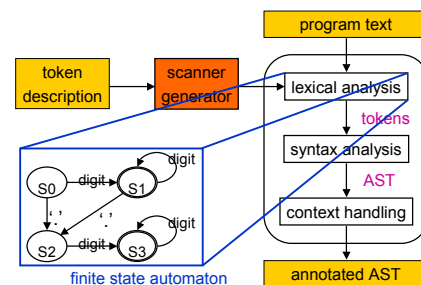 program text
token
description
scanner
generator
lexical analysis
tokens
syntax analysis
AST
context handling
annotated AST
digit
S0
digit
S1
'.'
'.'
digit
S2
digit
S3
finite state automaton